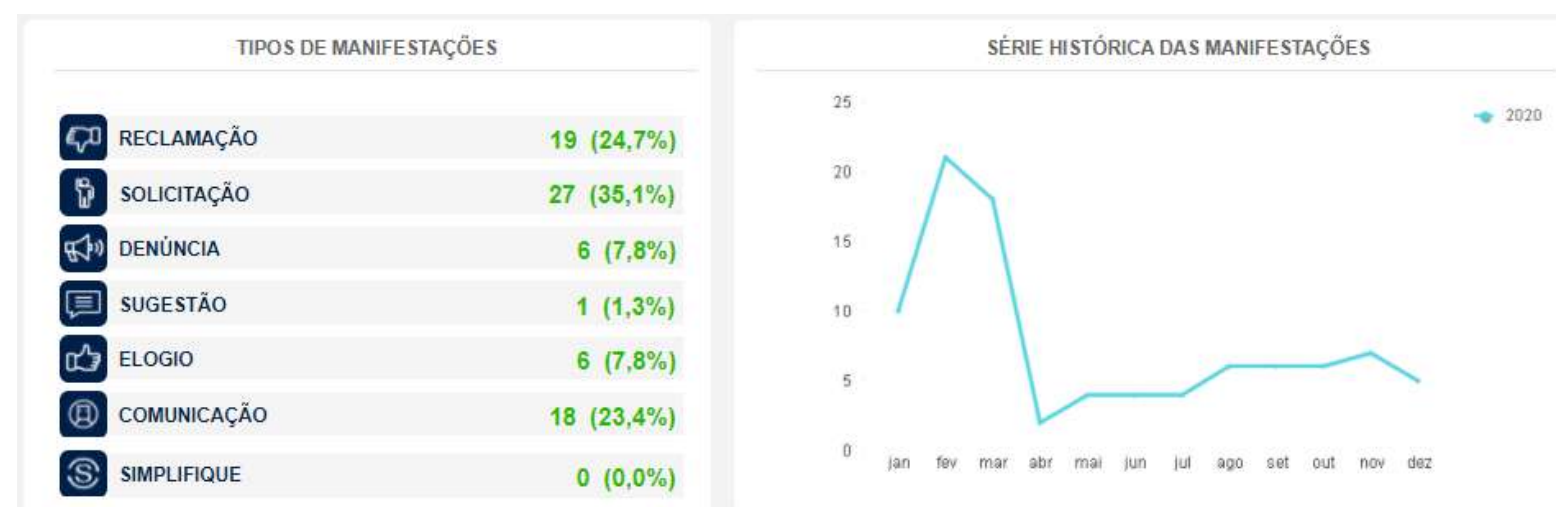 TIPOS DE MANIFESTAÇÕES
RECLAMAÇÃO 19 (24,7%)
SOLICITAÇÃO 27 (35,1%)
DENÚNCIA 6 (7,8%)
SUGESTÃO 1 (1,3%)
ELOGIO 6 (7,8%)
COMUNICAÇÃO 18 (23,4%)
SIMPLIFIQUE 0 (0,0%)
SÉRIE HISTÓRICA DAS MANIFESTAÇÕES
2020
25
20
15
10
5
0
jan fev mar abr mai jun jul ago set out nov dez